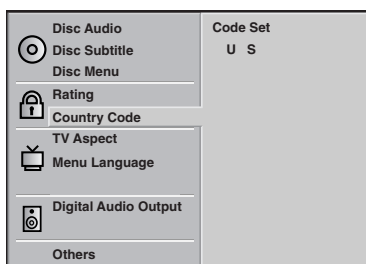 Disc Audio
Disc Subtitle
Disc Menu
Rating
Country Code
TV Aspect
Menu Language
Digital Audio Output
Others
Code Set
U S